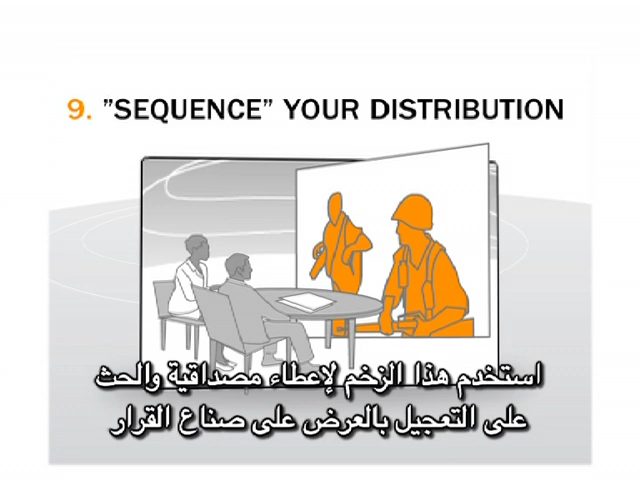 9. ”SEQUENCE” YOUR DISTRIBUTION
استخدم هذا الزخم لإعطاء مصداقية والحث
على التعجيل بالعرض على صناع القرار